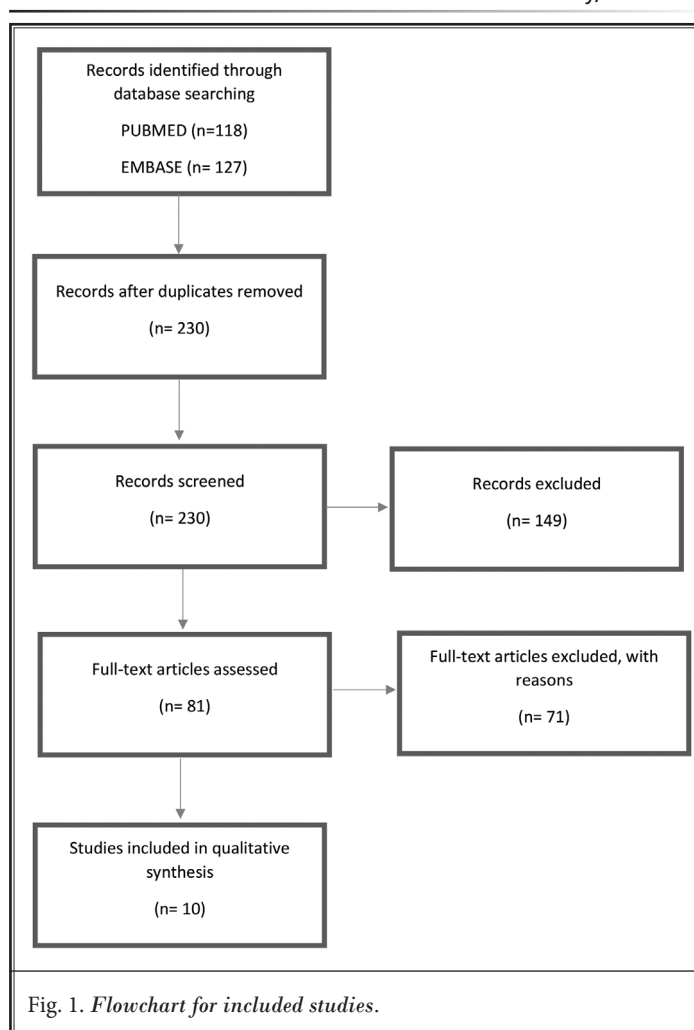 Records identified through
database searching
PUBMED (n=118)
EMBASE (n= 127)
Records after duplicates removed
(n= 230)
Records screened
(n= 230)
Records excluded
(n= 149)
Full-text articles assessed
(n= 81)
Full-text articles excluded, with
reasons
(n= 71)
Studies included in qualitative
synthesis
(n= 10)
Fig. 1. Flowchart for included studies.